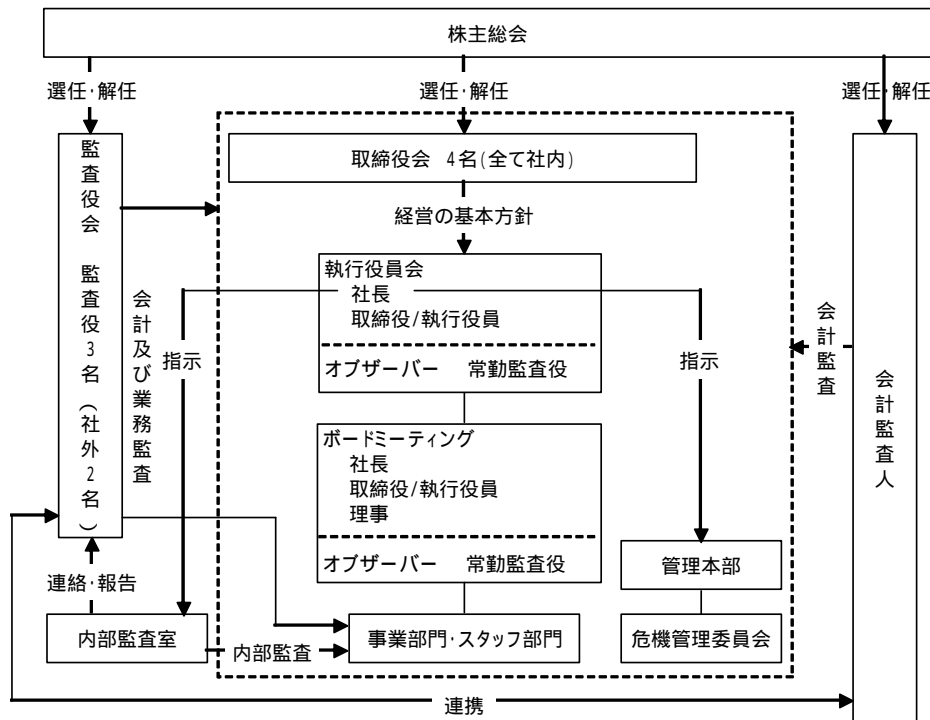 株主総会
選任・解任
選任・解任
選任・解任
監査役会 監査役3名(社外2名)
会計及び業務監査
取締役会 4名(全て社内)
経営の基本方針
執行役員会
社長
取締役/執行役員
オブザーバー 常勤監査役
指示
指示
会計監査
会計監査人
ボードミーティング
社長
取締役/執行役員
理事
オブザーバー 常勤監査役
管理本部
連絡・報告
内部監査室
内部監査
事業部門・スタッフ部門
危機管理委員会
連携